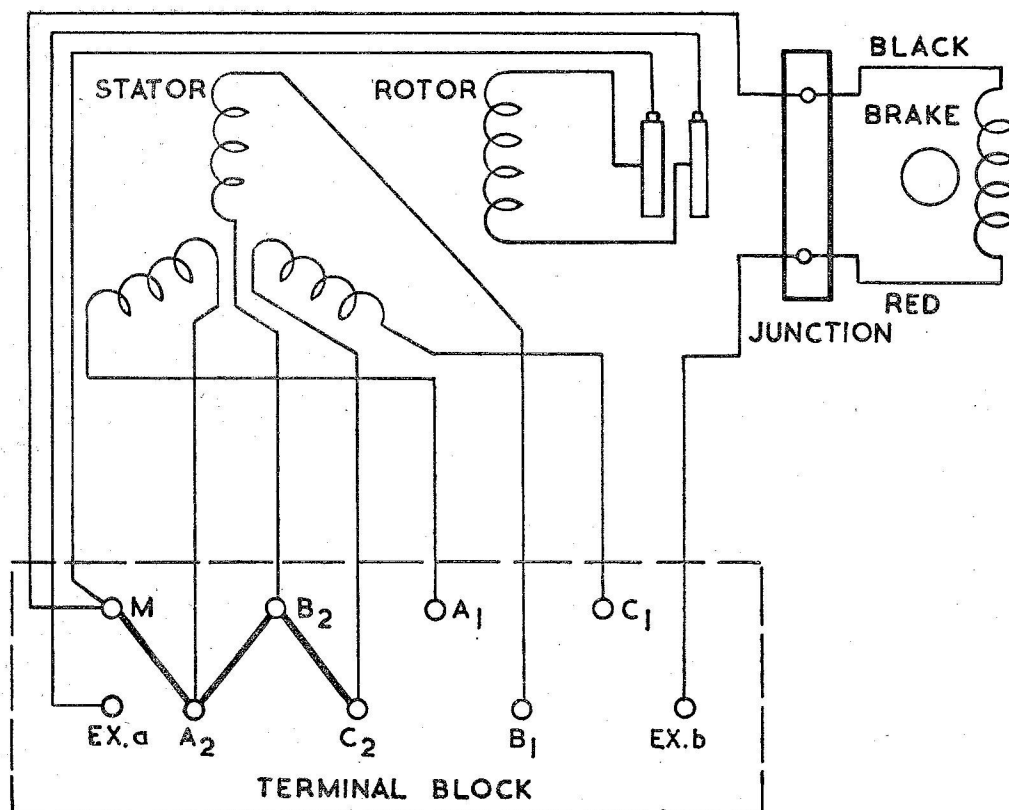 BLACK
STATOR
ROTOR
BRAKE
RED
JUNCTION
M
B2
A1
C1
EX.a
A2
C2
B1
EX.b
TERMINAL BLOCK